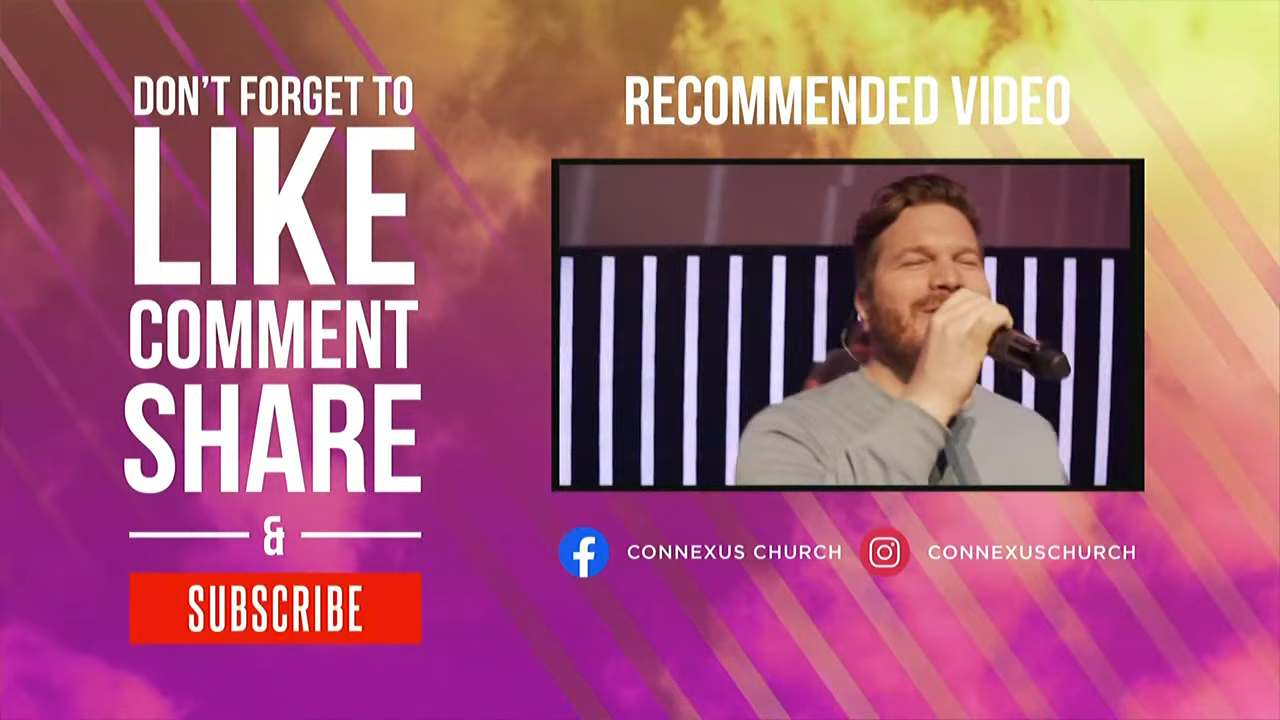 DON'T FORGET TO
LIKE
COMMENT
SHARE
&
SUBSCRIBE
RECOMMENDED VIDEO
CONNEXUS CHURCH
CONNEXUSCHURCH